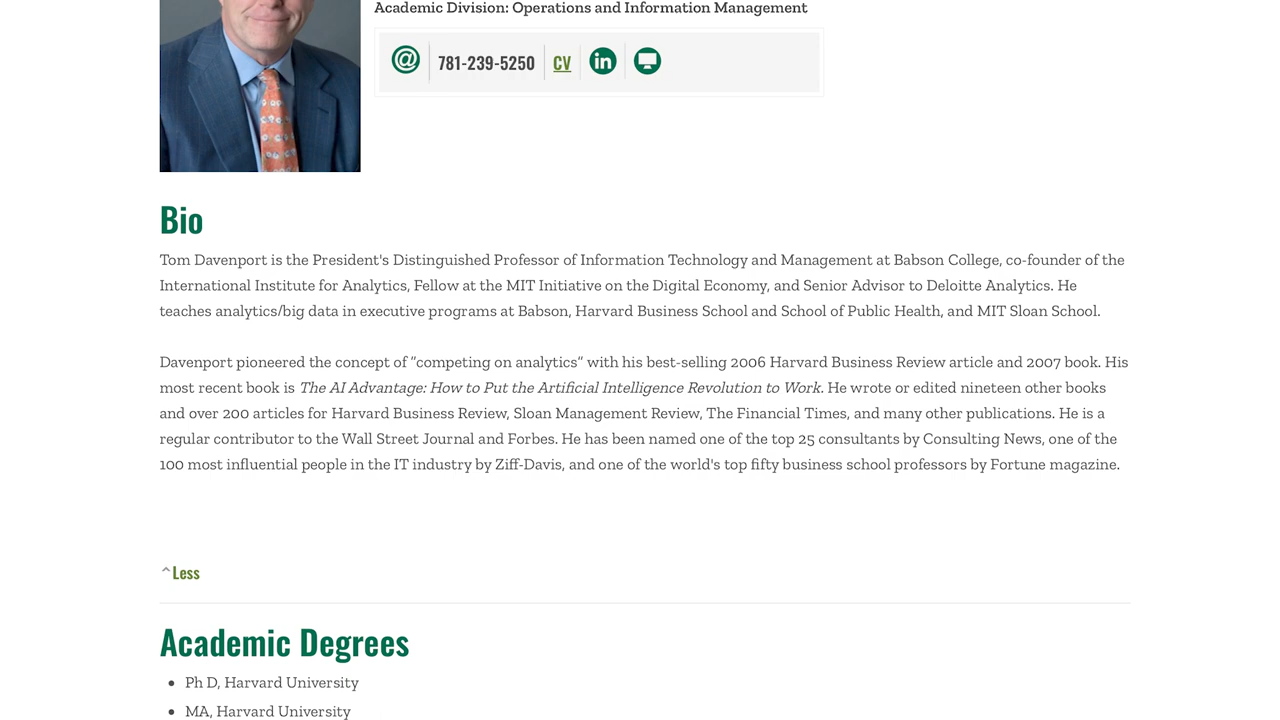 Academic Division: Operations and Information Management
@ 781-239-5250 CV in
Bio
Tom Davenport is the President's Distinguished Professor of Information Technology and Management at Babson College, co-founder of the
International Institute for Analytics, Fellow at the MIT Initiative on the Digital Economy, and Senior Advisor to Deloitte Analytics. He
teaches analytics/big data in executive programs at Babson, Harvard Business School and School of Public Health, and MIT Sloan School.
Davenport pioneered the concept of “competing on analytics” with his best-selling 2006 Harvard Business Review article and 2007 book. His
most recent book is The AI Advantage: How to Put the Artificial Intelligence Revolution to Work. He wrote or edited nineteen other books
and over 200 articles for Harvard Business Review, Sloan Management Review, The Financial Times, and many other publications. He is a
regular contributor to the Wall Street Journal and Forbes. He has been named one of the top 25 consultants by Consulting News, one of the
100 most influential people in the IT industry by Ziff-Davis, and one of the world's top fifty business school professors by Fortune magazine.
^Less
Academic Degrees
• Ph D, Harvard University
• MA, Harvard University